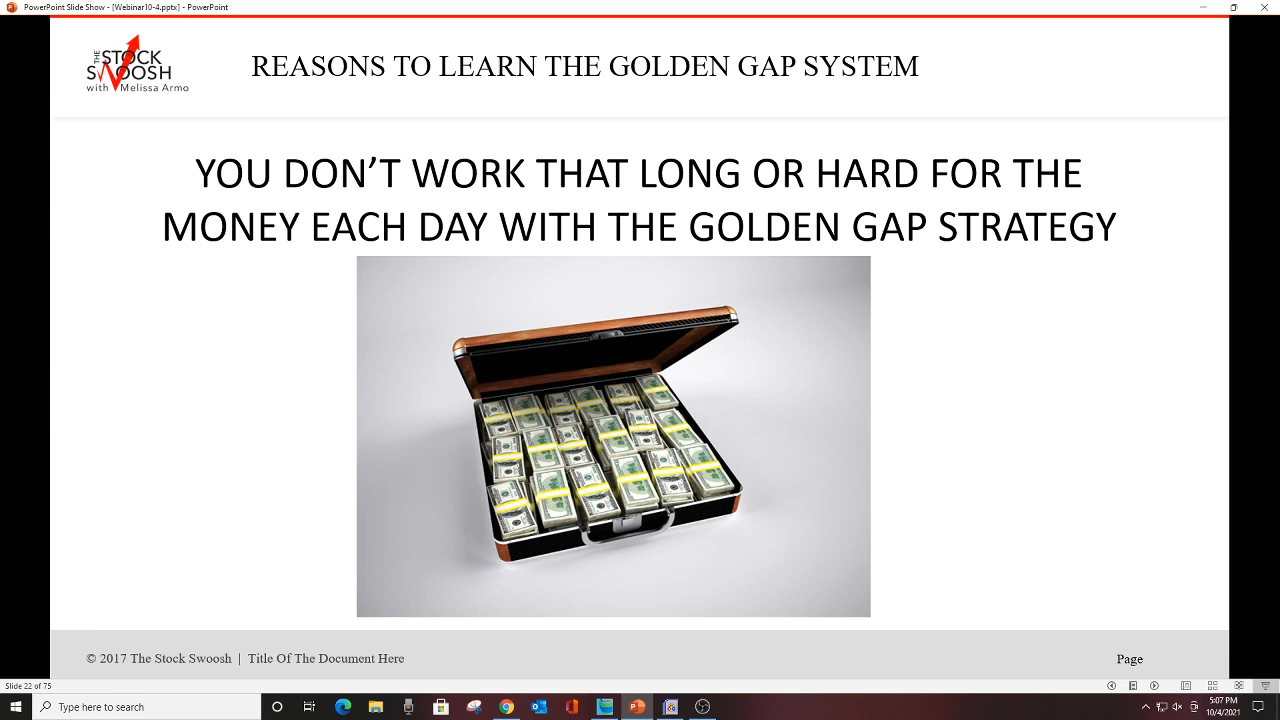 PowerPoint Slide Show - [Webinar10-4.pptx] - PowerPoint
THE
STOCK
SWOOSH
with Melissa Armo
REASONS TO LEARN THE GOLDEN GAP SYSTEM
YOU DON’T WORK THAT LONG OR HARD FOR THE
MONEY EACH DAY WITH THE GOLDEN GAP STRATEGY
© 2017 The Stock Swoosh | Title Of The Document Here
Page
Slide 22 of 75
Type here to search
5:07 PM
10/4/2021